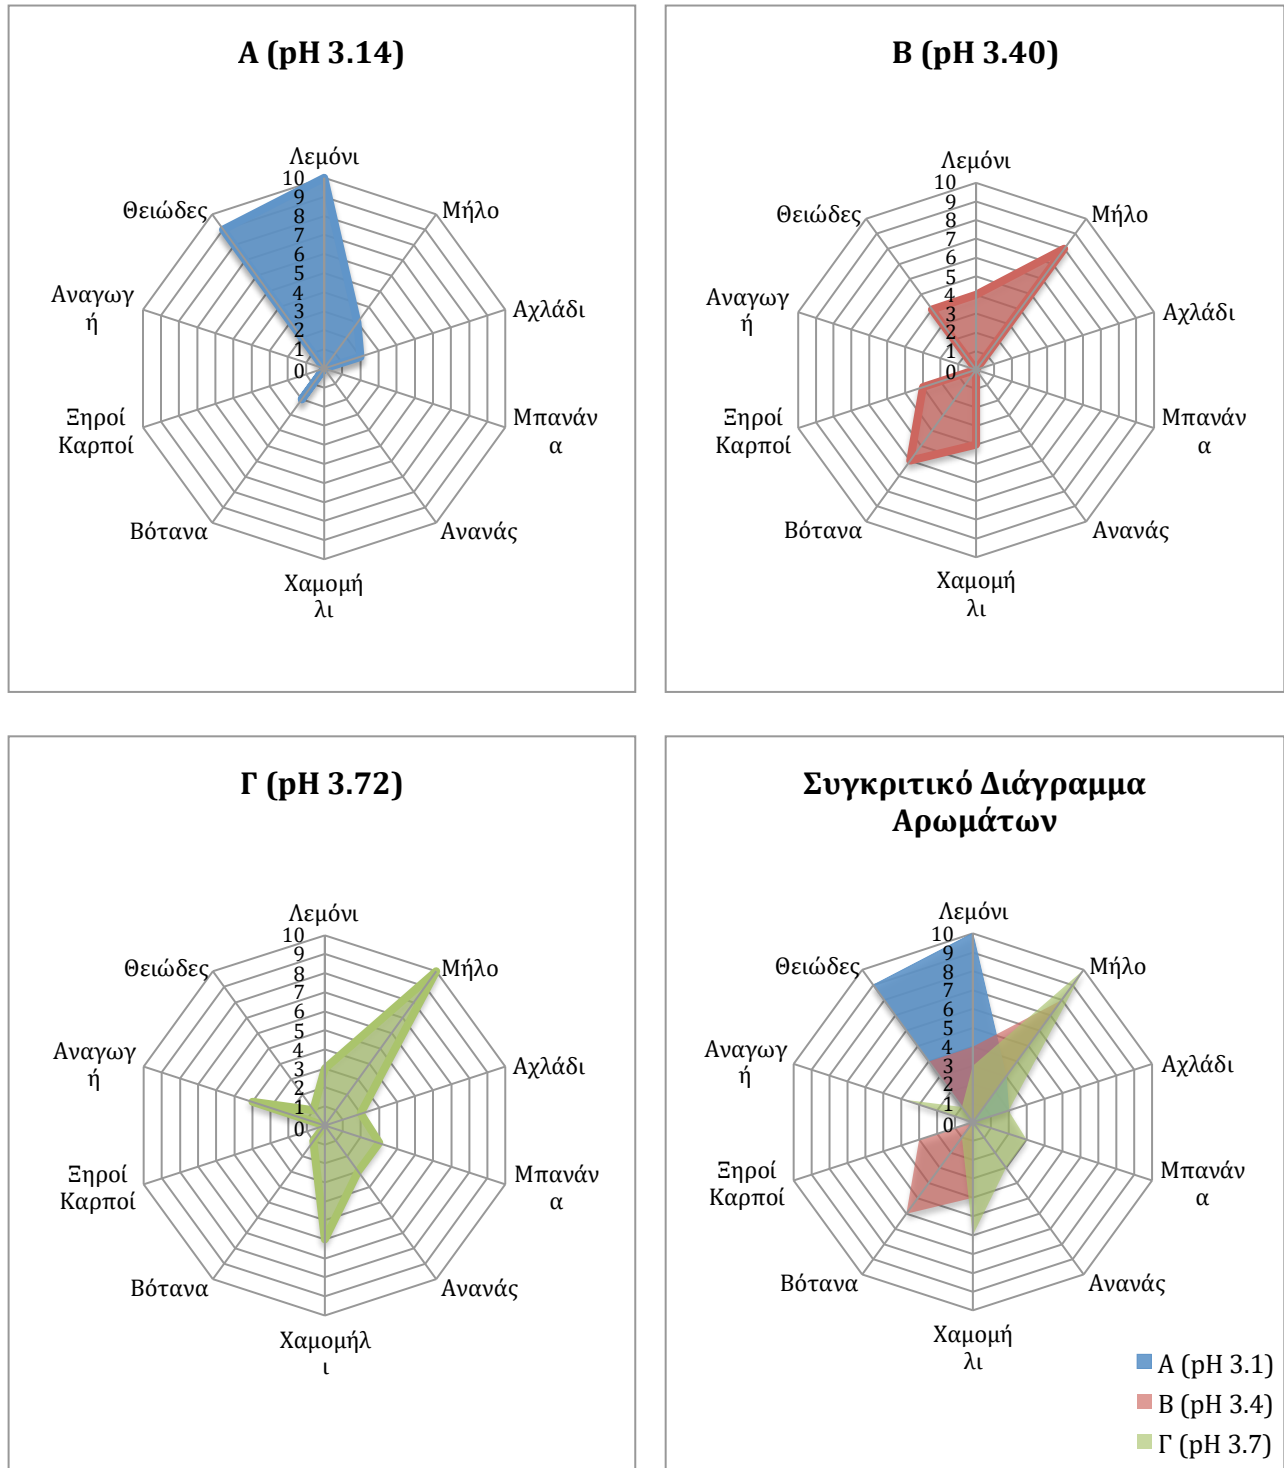 Α (pH 3.14)
Λεμόνι
Μήλο
Αχλάδι
Μπανάν
α
Ανανάς
Χαμομή
λι
Βότανα
Ξηροί
Καρποί
Αναγωγ
ή
Θειώδες
10
9
8
7
6
5
4
3
2
1
0
Β (pH 3.40)
Λεμόνι
Μήλο
Αχλάδι
Μπανάν
α
Ανανάς
Χαμομή
λι
Βότανα
Ξηροί
Καρποί
Αναγωγ
ή
Θειώδες
10
9
8
7
6
5
4
3
2
1
0
Γ (pH 3.72)
Λεμόνι
Μήλο
Αχλάδι
Μπανάν
α
Ανανάς
Χαμομήλ
ι
Βότανα
Ξηροί
Καρποί
Αναγωγ
ή
Θειώδες
10
9
8
7
6
5
4
3
2
1
0
Συγκριτικό Διάγραμμα
Αρωμάτων
Λεμόνι
Μήλο
Αχλάδι
Μπανάν
α
Ανανάς
Χαμομή
λι
Βότανα
Ξηροί
Καρποί
Αναγωγ
ή
Θειώδες
10
9
8
7
6
5
4
3
2
1
0
Α (pH 3.1)
Β (pH 3.4)
Γ (pH 3.7)